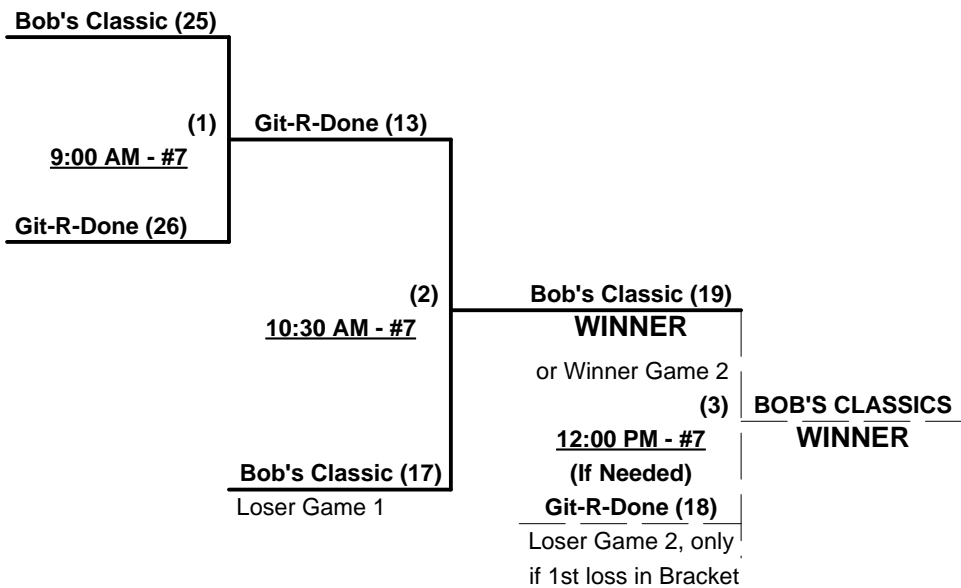 Bob's Classic (25)
(1)
9:00 AM - #7
Git-R-Done (26)
Git-R-Done (13)
(2)
10:30 AM - #7
Bob's Classic (17)
Loser Game 1
Bob's Classic (19)
WINNER
or Winner Game 2
(3)
12:00 PM - #7
(If Needed)
Git-R-Done (18)
Loser Game 2, only
if 1st loss in Bracket
BOB'S CLASSICS
WINNER